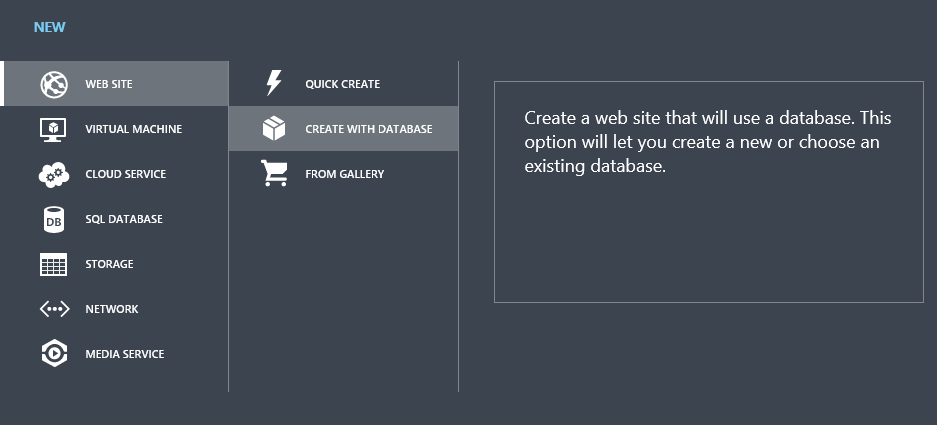 NEW
WEB SITE
VIRTUAL MACHINE
CLOUD SERVICE
DB
SQL DATABASE
STORAGE
NETWORK
MEDIA SERVICE
QUICK CREATE
CREATE WITH DATABASE
FROM GALLERY
Create a web site that will use a database. This
option will let you create a new or choose an
existing database.